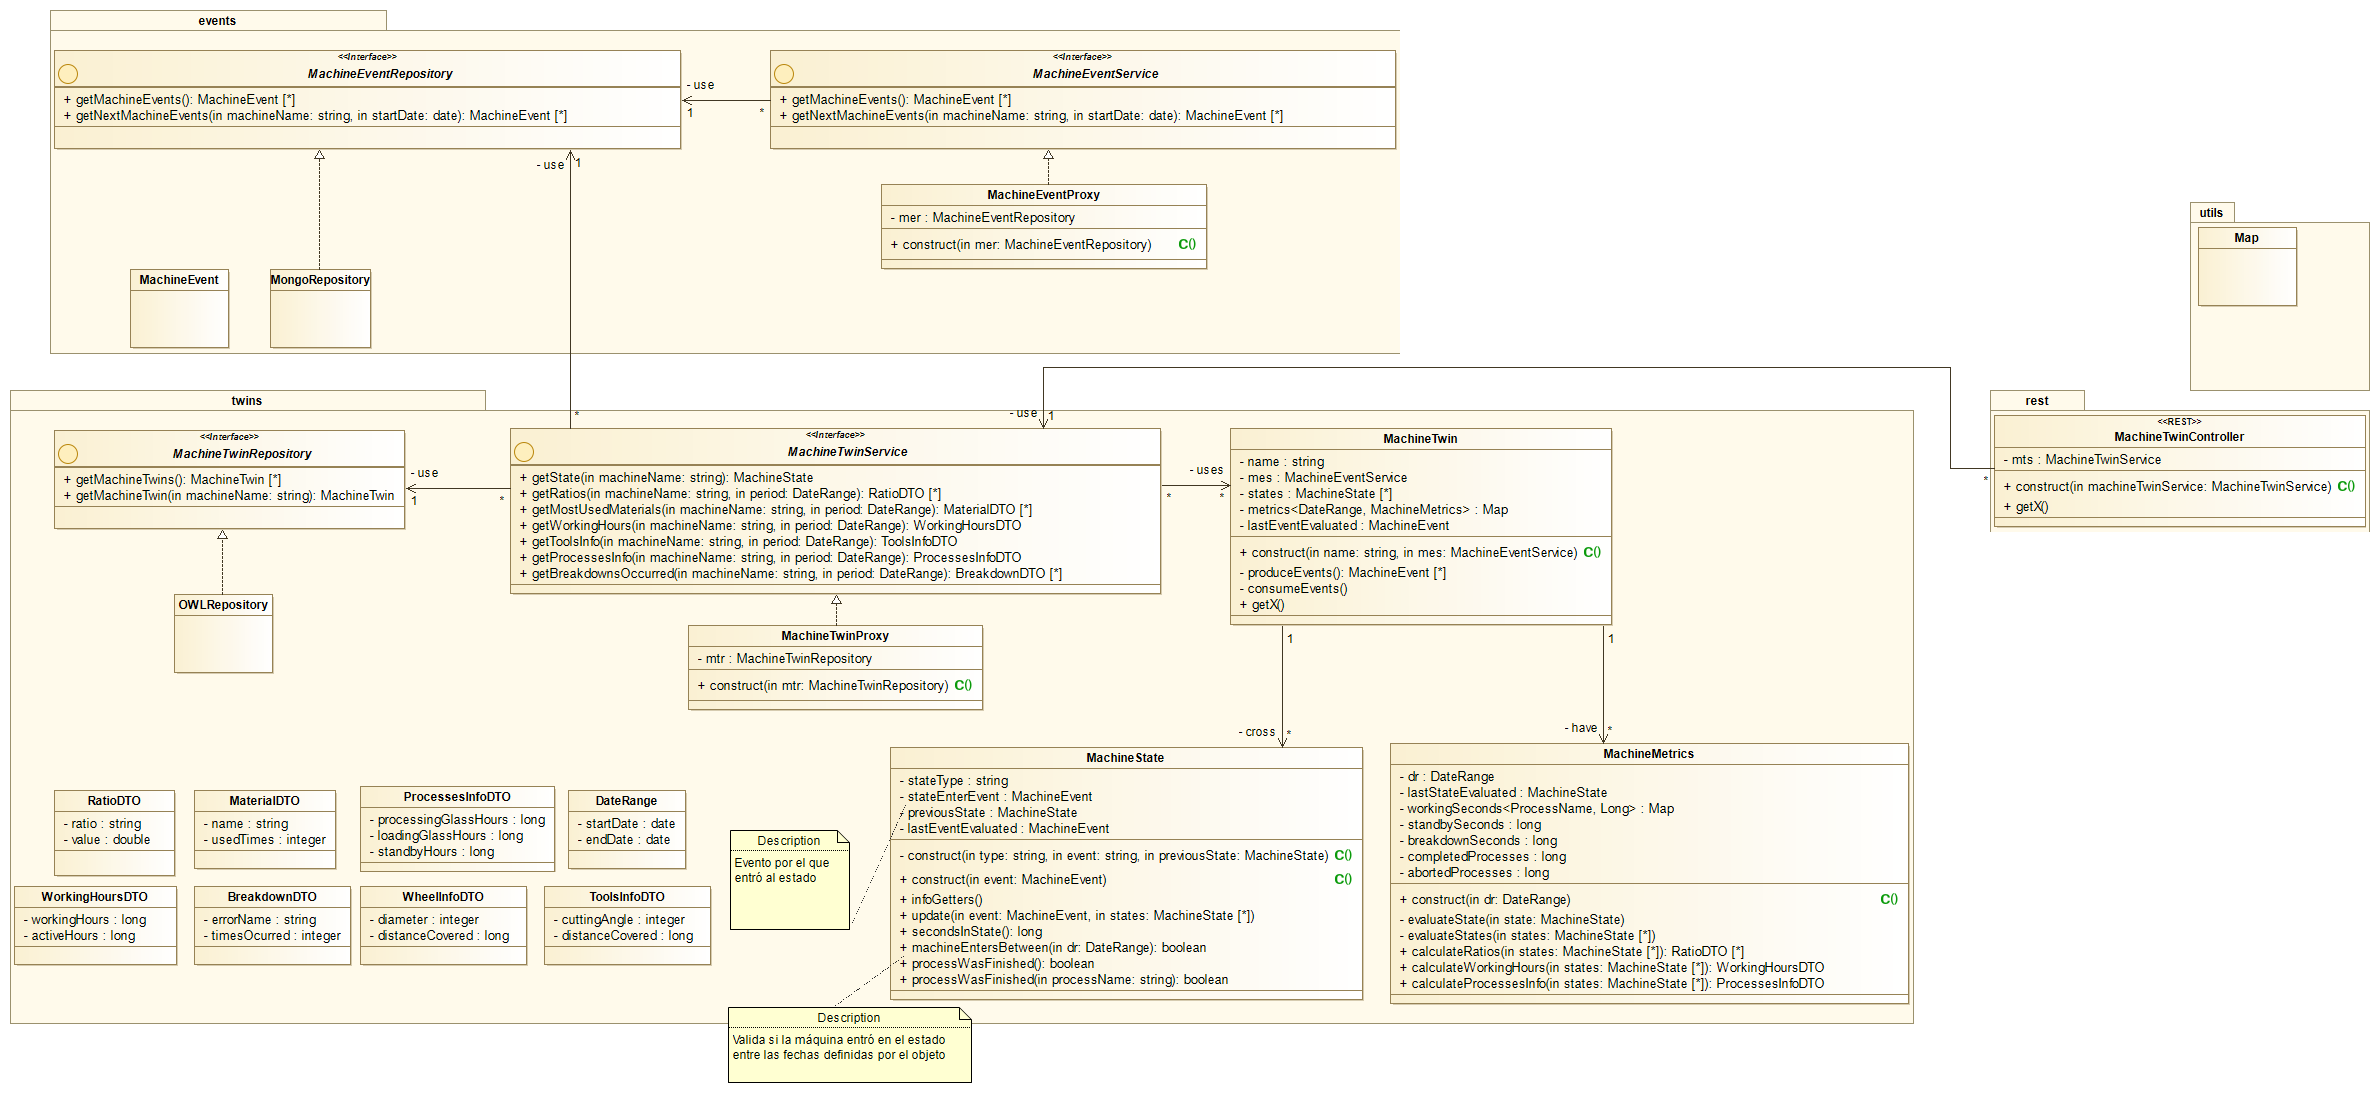 events
<<Interface>>
MachineEventRepository
+ getMachineEvents(): MachineEvent [*]
+ getNextMachineEvents(in machineName: string, in startDate: date): MachineEvent [*]
- use
1
*
<<Interface>>
MachineEventService
+ getMachineEvents(): MachineEvent [*]
+ getNextMachineEvents(in machineName: string, in startDate: date): MachineEvent [*]
- use
1
MachineEventProxy
- mer : MachineEventRepository
+ construct(in mer: MachineEventRepository) C()
MachineEvent
MongoRepository
utils
Map
twins
*
- use
1
rest
<<REST>>
MachineTwinController
- mts : MachineTwinService
+ construct(in machineTwinService: MachineTwinService) C()
+ getX()
*
<<Interface>>
MachineTwinRepository
+ getMachineTwins(): MachineTwin [*]
+ getMachineTwin(in machineName: string): MachineTwin
- use
1
*
<<Interface>>
MachineTwinService
+ getState(in machineName: string): MachineState
+ getRatios(in machineName: string, in period: DateRange): RatioDTO [*]
+ getMostUsedMaterials(in machineName: string, in period: DateRange): MaterialDTO [*]
+ getWorkingHours(in machineName: string, in period: DateRange): WorkingHoursDTO
+ getToolsInfo(in machineName: string, in period: DateRange): ToolsInfoDTO
+ getProcessesInfo(in machineName: string, in period: DateRange): ProcessesInfoDTO
+ getBreakdownsOccurred(in machineName: string, in period: DateRange): BreakdownDTO [*]
- uses
*
*
MachineTwin
- name : string
- mes : MachineEventService
- states : MachineState [*]
- metrics<DateRange, MachineMetrics> : Map
- lastEventEvaluated : MachineEvent
+ construct(in name: string, in mes: MachineEventService) C()
- produceEvents(): MachineEvent [*]
- consumeEvents()
+ getX()
OWLRepository
MachineTwinProxy
- mtr : MachineTwinRepository
+ construct(in mtr: MachineTwinRepository) C()
1
1
- cross
*
- have
*
MachineState
- stateType : string
- stateEnterEvent : MachineEvent
- previousState : MachineState
- lastEventEvaluated : MachineEvent
- construct(in type: string, in event: string, in previousState: MachineState) C()
+ construct(in event: MachineEvent) C()
+ infoGetters()
+ update(in event: MachineEvent, in states: MachineState [*])
+ secondsInState(): long
+ machineEntersBetween(in dr: DateRange): boolean
+ processWasFinished(): boolean
+ processWasFinished(in processName: string): boolean
MachineMetrics
- dr : DateRange
- lastStateEvaluated : MachineState
- workingSeconds<ProcessName, Long> : Map
- standbySeconds : long
- breakdownSeconds : long
- completedProcesses : long
- abortedProcesses : long
+ construct(in dr: DateRange) C()
- evaluateState(in state: MachineState)
- evaluateStates(in states: MachineState [*])
+ calculateRatios(in states: MachineState [*]): RatioDTO [*]
+ calculateWorkingHours(in states: MachineState [*]): WorkingHoursDTO
+ calculateProcessesInfo(in states: MachineState [*]): ProcessesInfoDTO
RatioDTO
- ratio : string
- value : double
MaterialDTO
- name : string
- usedTimes : integer
ProcessesInfoDTO
- processingGlassHours : long
- loadingGlassHours : long
- standbyHours : long
DateRange
- startDate : date
- endDate : date
Description
Evento por el que
entró al estado
WorkingHoursDTO
- workingHours : long
- activeHours : long
BreakdownDTO
- errorName : string
- timesOcurred : integer
WheelInfoDTO
- diameter : integer
- distanceCovered : long
ToolsInfoDTO
- cuttingAngle : integer
- distanceCovered : long
Description
Valida si la máquina entró en el estado
entre las fechas definidas por el objeto